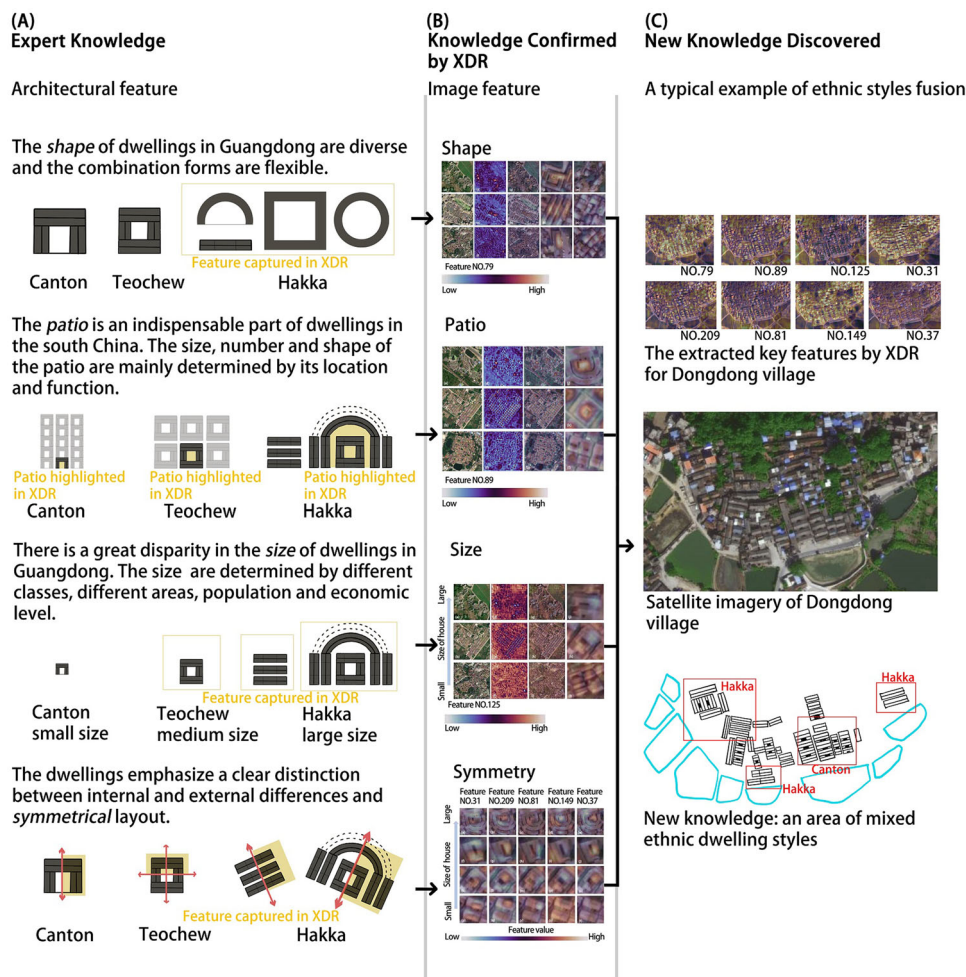 (A)
Expert Knowledge
Architectural feature
The shape of dwellings in Guangdong are diverse
and the combination forms are flexible.
Canton
Teochew
Feature captured in XDR
Hakka
The patio is an indispensable part of dwellings in
the south China. The size, number and shape of
the patio are mainly determined by its location
and function.
Patio highlighted
in XDR
Canton
Patio highlighted
in XDR
Teochew
Patio highlighted
in XDR
Hakka
There is a great disparity in the size of dwellings in
Guangdong. The size are determined by different
classes, different areas, population and economic
level.
Feature captured in XDR
Canton
small size
Teochew
medium size
Hakka
large size
The dwellings emphasize a clear distinction
between internal and external differences and
symmetrical layout.
Feature captured in XDR
Canton
Teochew
Hakka
(B)
Knowledge Confirmed
by XDR
Image feature
Shape
Feature NO.79
Low
High
Patio
Feature NO.89
Low
High
Size
Large
Size of house
Small
Feature NO.125
Low
High
Symmetry
Feature
NO.31
Feature
NO.209
Feature
NO.81
Feature
NO.149
Feature
NO.37
Large
Size of house
Small
Feature value
Low
High
(C)
New Knowledge Discovered
A typical example of ethnic styles fusion
NO.79
NO.89
NO.125
NO.31
NO.209
NO.81
NO.149
NO.37
The extracted key features by XDR
for Dongdong village
Satellite imagery of Dongdong
village
Hakka
Hakka
Canton
Hakka
New knowledge: an area of mixed
ethnic dwelling styles